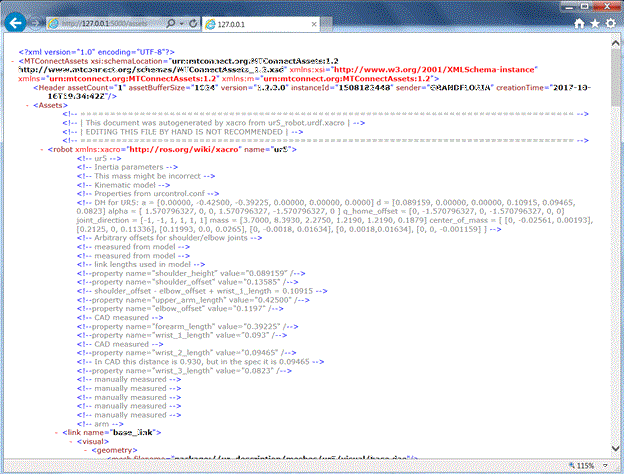 http://127.0.0.1:5000/assets
127.0.0.1
<?xml version="1.0" encoding="UTF-8"?>
- <MTConnectAssets xsi:schemaLocation="urn:mtconnect.org:MTConnectAssets:1.2
http://www.mtconnect.org/schemas/MTConnectAssets_1.2.xsd" xmlns:xsi="http://www.w3.org/2001/XMLSchema-instance"
xmlns="urn:mtconnect.org:MTConnectAssets:1.2" xmlns:m="urn:mtconnect.org:MTConnectAssets:1.2">
<Header assetCount="1" assetBufferSize="1024" version= instanceId="1508123448" sender= creationTime="2017-10-
- <Assets>
<!-- ================================================================ -->
<!-- | This document was autogenerated by xacro from ur5_robot.urdf.xacro | -->
<!-- | EDITING THIS FILE BY HAND IS NOT RECOMMENDED | -->
<!-- ================================================================ -->
- <robot xmlns:xacro="http://ros.org/wiki/xacro" name="ur5">
<!-- ur5 -->
<!-- Inertia parameters -->
<!-- This mass might be incorrect -->
<!-- Kinematic model -->
<!-- Properties from urcontrol.conf -->
<!-- DH for UR5: a = [0.00000, -0.42500, -0.39225, 0.00000, 0.00000, 0.0000] d = [0.089159, 0.00000, 0.00000, 0.10915, 0.09465,
0.0823] alpha = [ 1.570796327, 0, 0, 1.570796327, -1.570796327, 0 ] q_home_offset = [0, -1.570796327, 0, -1.570796327, 0, 0]
joint_direction = [-1, -1, 1, 1, 1, 1] mass = [3.7000, 8.3930, 2.2750, 1.2190, 1.2190, 0.1879] center_of_mass = [ [0, -0.02561, 0.00193],
[0.2125, 0, 0.11336], [0.11993, 0.0, 0.0265], [0, -0.0018, 0.01634], [0, 0.0018,0.01634], [0, 0, -0.001159] ] -->
<!-- Arbitrary offsets for shoulder/elbow joints -->
<!-- measured from model -->
<!-- measured from model -->
<!-- link lengths used in model -->
<!--property name="shoulder_height" value="0.089159" /-->
<!--property name="shoulder_offset" value="0.13585" /-->
<!-- shoulder_offset - elbow_offset + wrist_1_length = 0.10915 -->
<!--property name="upper_arm_length" value="0.42500" /-->
<!--property name="elbow_offset" value="0.1197" /-->
<!-- CAD measured -->
<!--property name="forearm_length" value="0.39225" /-->
<!--property name="wrist_1_length" value="0.093" /-->
<!-- CAD measured -->
<!--property name="wrist_2_length" value="0.09465" /-->
<!-- In CAD this distance is 0.930, but in the spec it is 0.09465 -->
<!--property name="wrist_3_length" value="0.0823" /-->
<!-- manually measured -->
<!-- manually measured -->
<!-- manually measured -->
<!-- manually measured -->
<!-- arm -->
- <link name="base_link">
- <visual>
- <geometry>
<mesh filename="package://ur_description/meshes/ur5/visual/base.dae"/>
115%